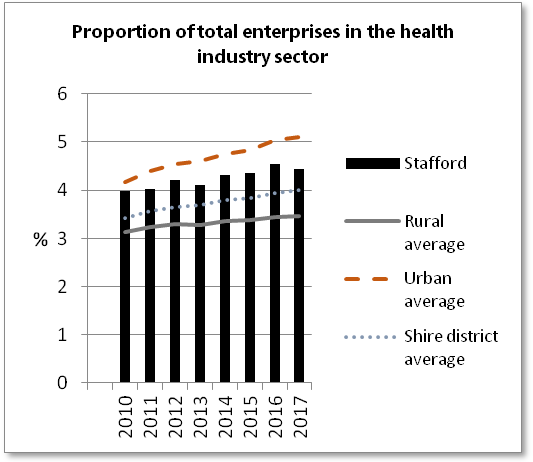 Proportion of total enterprises in the health
industry sector
6
5
4
3
2
1
0
%
2010
2011
2012
2013
2014
2015
2016
2017
Stafford
Rural
average
Urban
average
Shire district
average